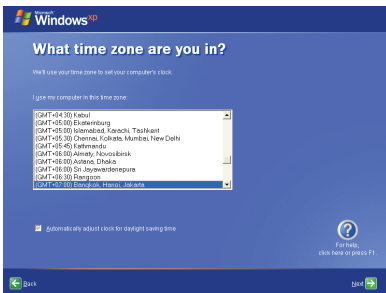 Microsoft
Windows xp
What time zone are you in?
We'll use your time zone to set your computer's clock.
I use my computer in this time zone:
(GMT+04:30) Kabul
(GMT+05:00) Ekaterinburg
(GMT+05:00) Islamabad, Karachi, Tashkent
(GMT+05:30) Chennai, Kolkata, Mumbai, New Delhi
(GMT+05:45) Kathmandu
(GMT+06:00) Almaty, Novosibirsk
(GMT+06:00) Astana, Dhaka
(GMT+06:00) Sri Jayawardenepura
(GMT+06:30) Rangoon
(GMT+07:00) Bangkok, Hanoi, Jakarta
Automatically adjust clock for daylight saving time
?
For help,
click here or press F1.
Back
Next